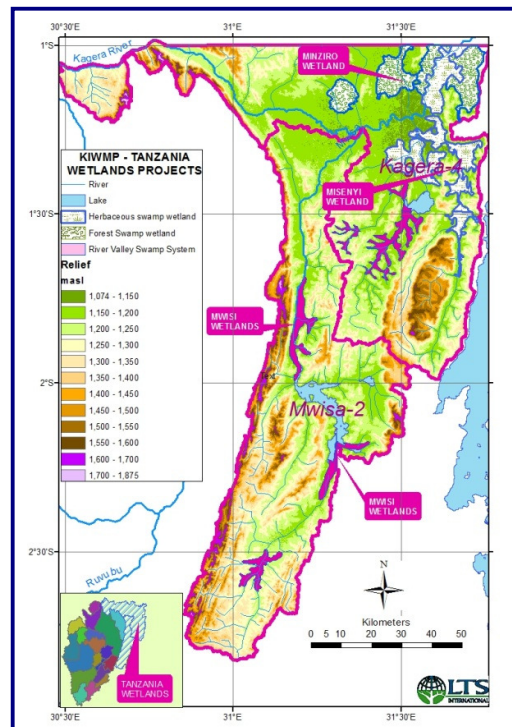 30°30'S
31°
31°30'S
1°S
Kagera River
MINZIRO
WETLAND
KIWMP - TANZANIA
WETLANDS PROJECTS
River
Lake
Herbaceous swamp wetland
Forest Swamp wetland
River Valley Swamp System
Relief
masl
1,074 - 1,150
1,150 - 1,200
1,200 - 1,250
1,250 - 1,300
1,300 - 1,350
1,350 - 1,400
1,400 - 1,450
1,450 - 1,500
1,500 - 1,550
1,550 - 1,600
1,600 - 1,700
1,700 - 1,875
Kagera-4
MISENYI
WETLAND
1°30'S
MWISI
WETLANDS
2°S
Mwisa-2
MWISI
WETLANDS
2°30'S
Ruvubu
N
Kilometers
0 5 10 20 30 40 50
TANZANIA
WETLANDS
LTS
INTERNATIONAL
30°30'S
31°
31°30'S